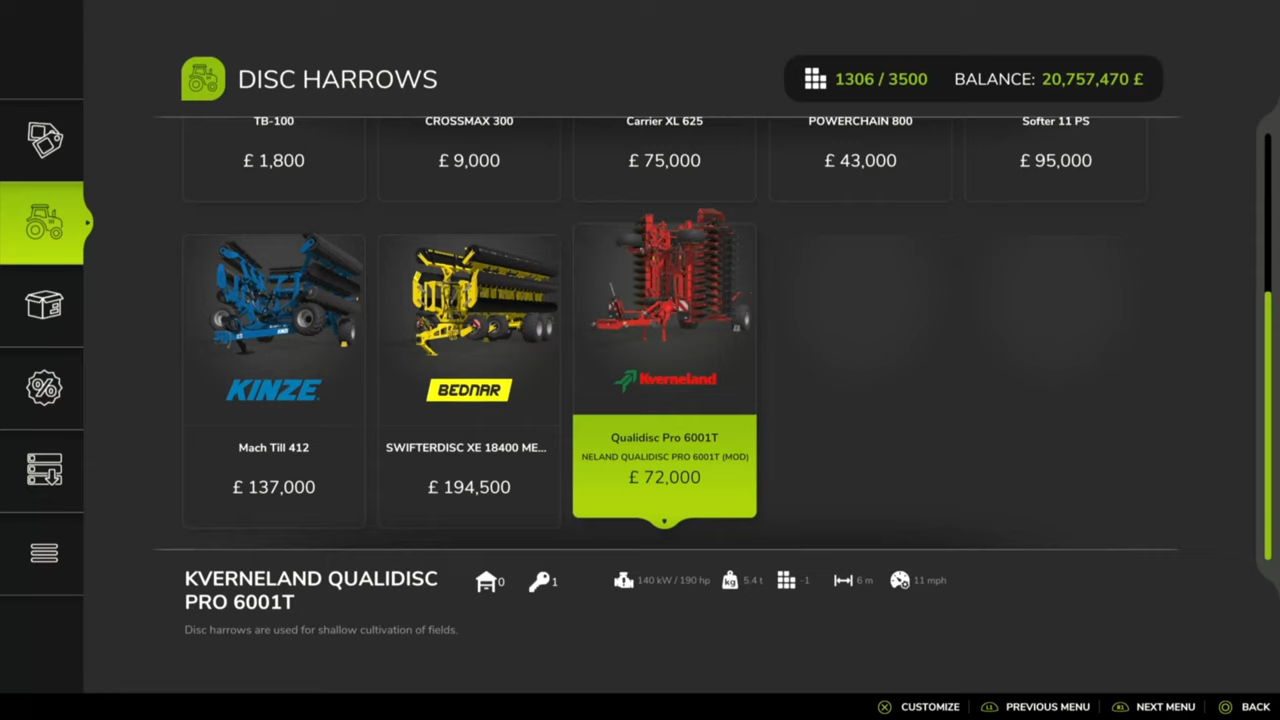 DISC HARROWS
1306 / 3500
BALANCE: 20,757,470 £
TB-100
CROSSMAX 300
Carrier XL 625
POWERCHAIN 800
Softer 11 PS
£ 1,800
£ 9,000
£ 75,000
£ 43,000
£ 95,000
KINZE
BEDNAR
Kverneland
Mach Till 412
SWIFTERDISC XE 18400 ME...
Qualidisc Pro 6001T
NELAND QUALIDISC PRO 6001T (MOD)
£ 137,000
£ 194,500
£ 72,000
KVERNELAND QUALIDISC
PRO 6001T
0
1
140 kW / 190 hp
kg
5.4 t
-1
6 m
11 mph
Disc harrows are used for shallow cultivation of fields.
CUSTOMIZE
L1
PREVIOUS MENU
R1
NEXT MENU
BACK